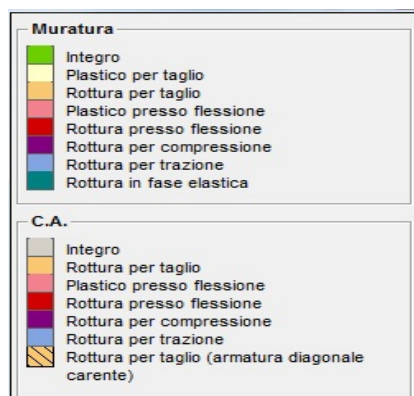 Muratura
Integro
Plastico per taglio
Rottura per taglio
Plastico presso flessione
Rottura presso flessione
Rottura per compressione
Rottura per trazione
Rottura in fase elastica
C.A.
Integro
Rottura per taglio
Plastico presso flessione
Rottura presso flessione
Rottura per compressione
Rottura per trazione
Rottura per taglio (armatura diagonale
carente)